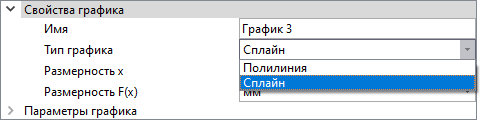 Свойства графика
Имя График 3
Тип графика Сплайн
Размерность x Полилиния
Сплайн
Размерность F(x) мм
Параметры графика